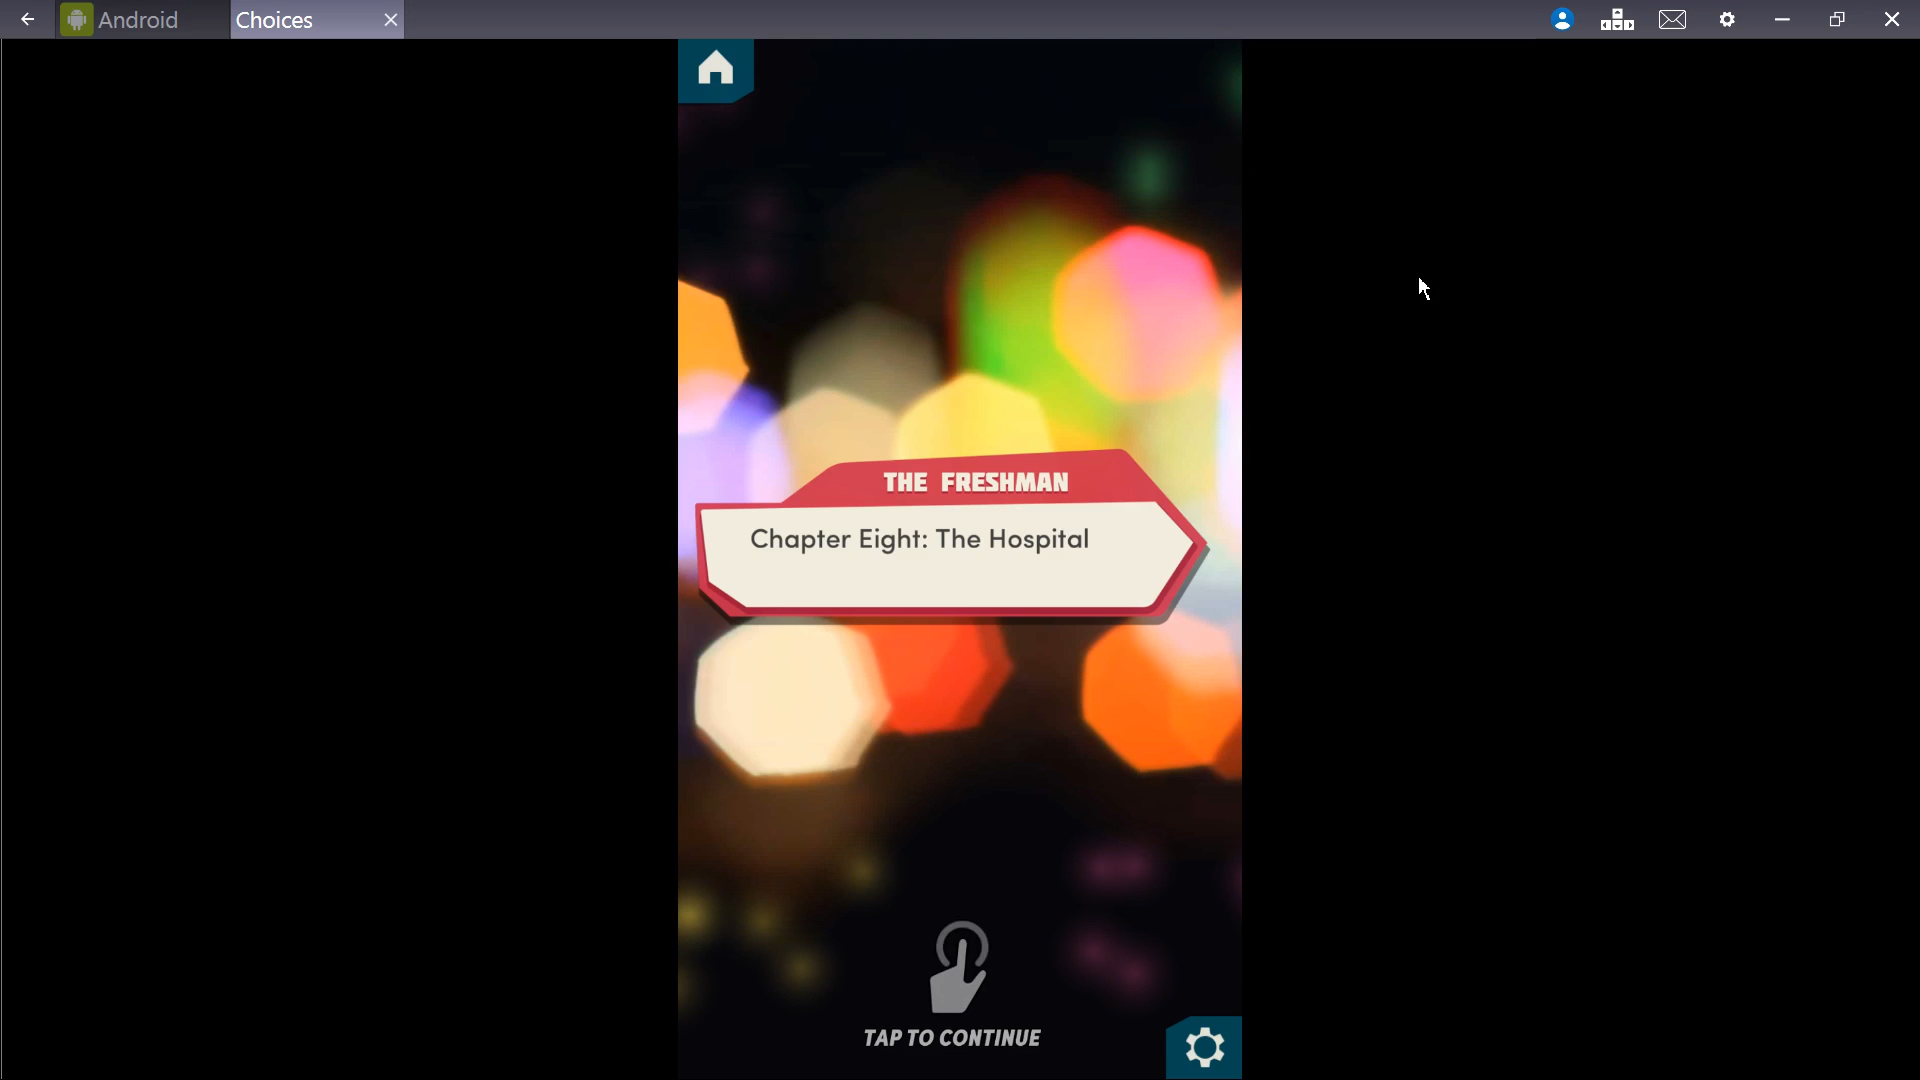 Android
Choices
THE FRESHMAN
Chapter Eight: The Hospital
TAP TO CONTINUE